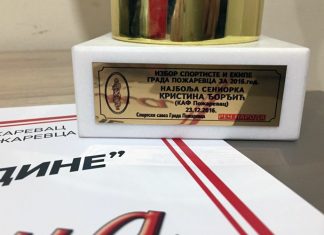 ИЗБОР СПОРТИСТЕ И ЕКИПЕ
ГРАДА ПОЖАРЕВЦА ЗА 2016.год.
НАЈБОЉА СЕНИОРКА
КРИСТИНА ЂОРЂИЋ
(КАФ Пожаревац)
23.12.2016.
Спортски савез Града Пожаревца
ЖАРЕВАЦ
ПОЖАРЕВЦА
ДИНЕ”